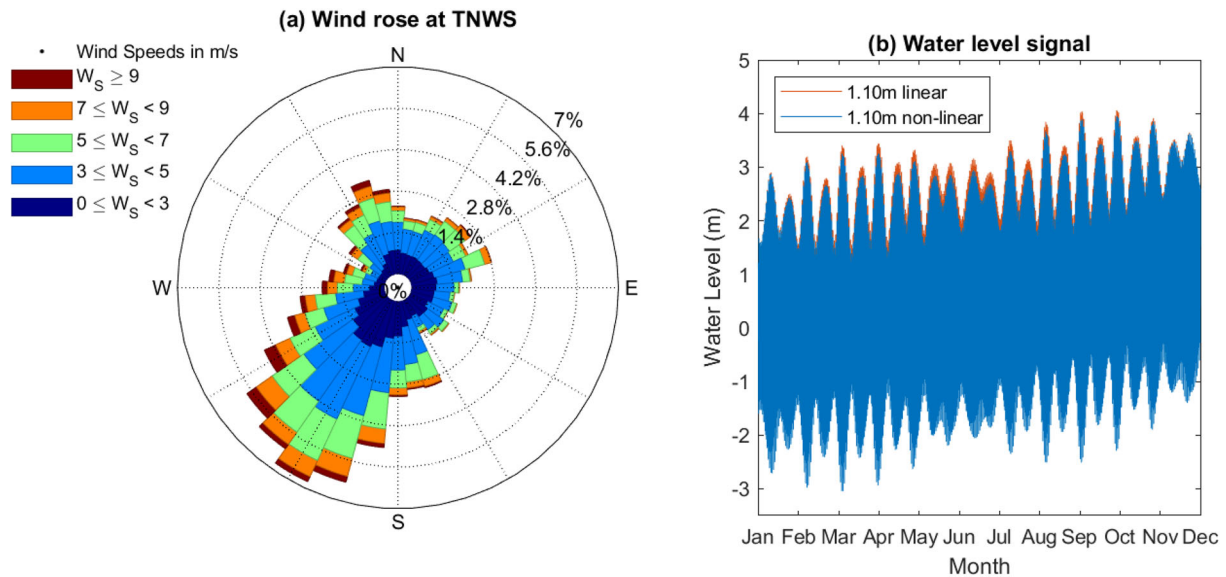 (a) Wind rose at TNWS
Wind Speeds in m/s
W_S ≥ 9
7 ≤ W_S < 9
5 ≤ W_S < 7
3 ≤ W_S < 5
0 ≤ W_S < 3
N
E
S
W
7%
5.6%
4.2%
2.8%
1.4%
0%
(b) Water level signal
1.10m linear
1.10m non-linear
Water Level (m)
5
4
3
2
1
0
-1
-2
-3
Jan Feb Mar Apr May Jun Jul Aug Sep Oct Nov Dec
Month